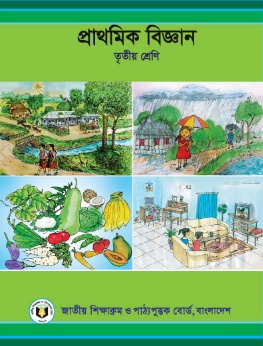 প্রাথমিক বিজ্ঞান
তৃতীয় শ্রেণি
জাতীয় শিক্ষাক্রম ও পাঠ্যপুস্তক বোর্ড, বাংলাদেশ